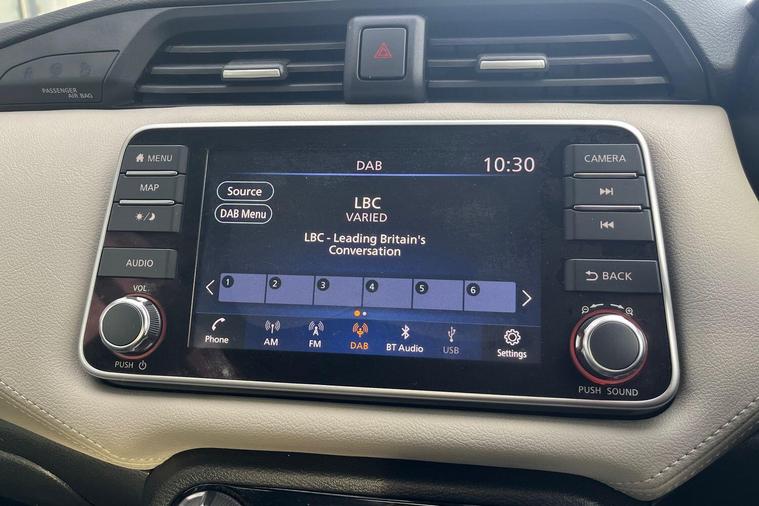 PASSENGER
AIR BAG
MENU
MAP
AUDIO
VOL
PUSH
DAB
10:30
Source
DAB Menu
LBC
VARIED
LBC - Leading Britain's
Conversation
1 2 3 4 5 6
Phone
AM
FM
DAB
BT Audio
USB
Settings
CAMERA
BACK
PUSH SOUND